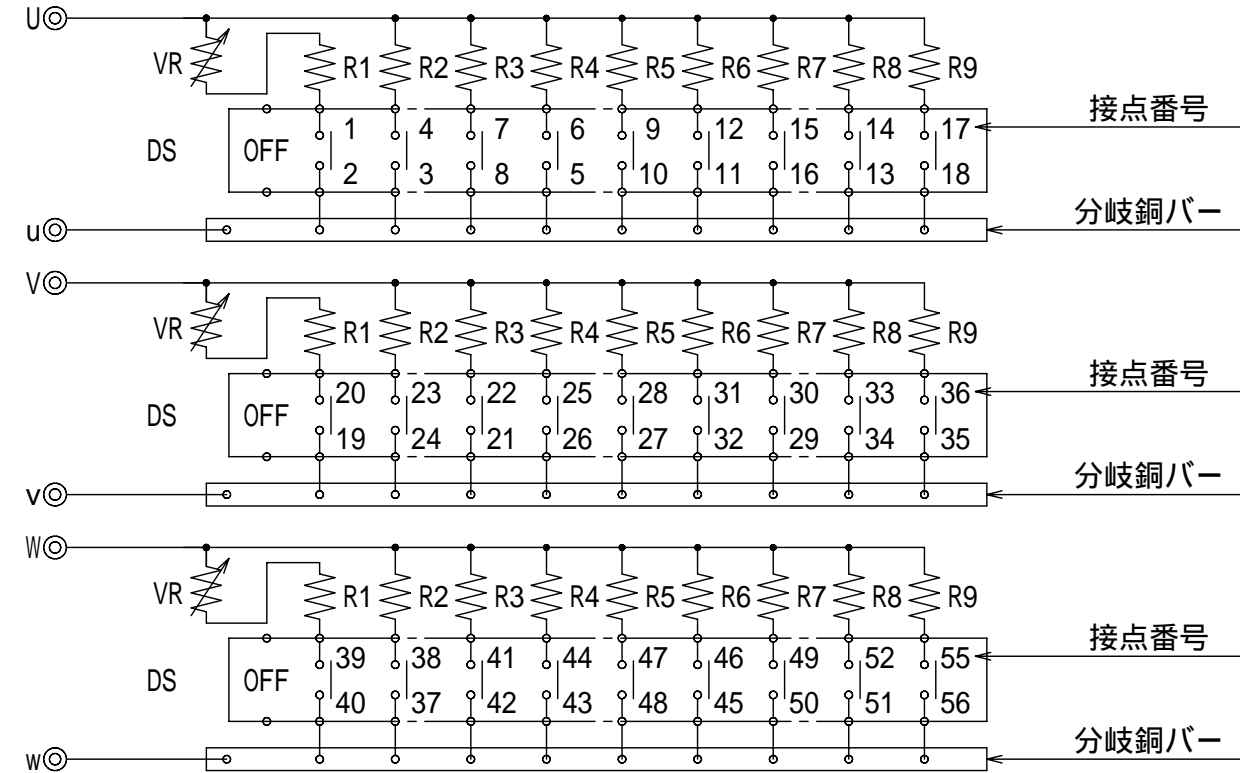 U
VR R1 R2 R3 R4 R5 R6 R7 R8 R9
接点番号
DS OFF 1 4 7 6 9 12 15 14 17
2 3 8 5 10 11 16 13 18
分岐銅バー
u
V
VR R1 R2 R3 R4 R5 R6 R7 R8 R9
接点番号
DS OFF 20 23 22 25 28 31 30 33 36
19 24 21 26 27 32 29 34 35
分岐銅バー
v
W
VR R1 R2 R3 R4 R5 R6 R7 R8 R9
接点番号
DS OFF 39 38 41 44 47 46 49 52 55
40 37 42 43 48 45 50 51 56
分岐銅バー
w